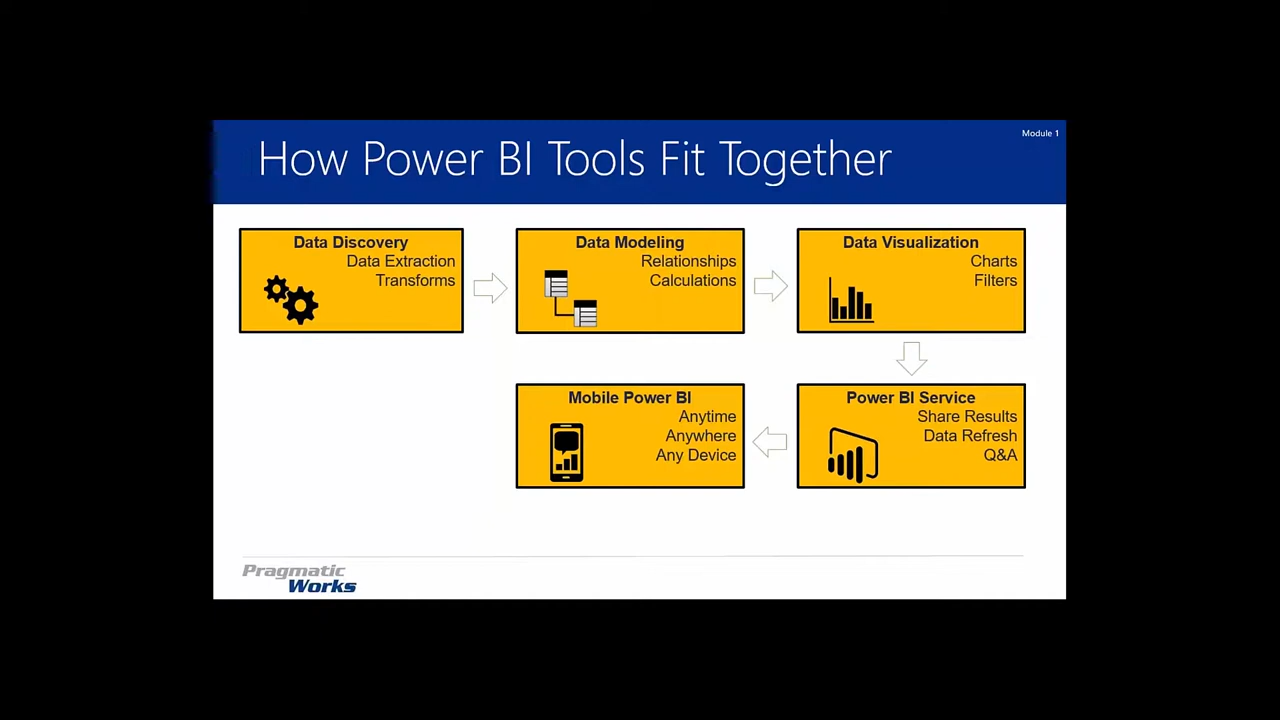 Module 1
How Power BI Tools Fit Together
Data Discovery
Data Extraction
Transforms
Data Modeling
Relationships
Calculations
Data Visualization
Charts
Filters
Mobile Power BI
Anytime
Anywhere
Any Device
Power BI Service
Share Results
Data Refresh
Q&A
Pragmatic
Works